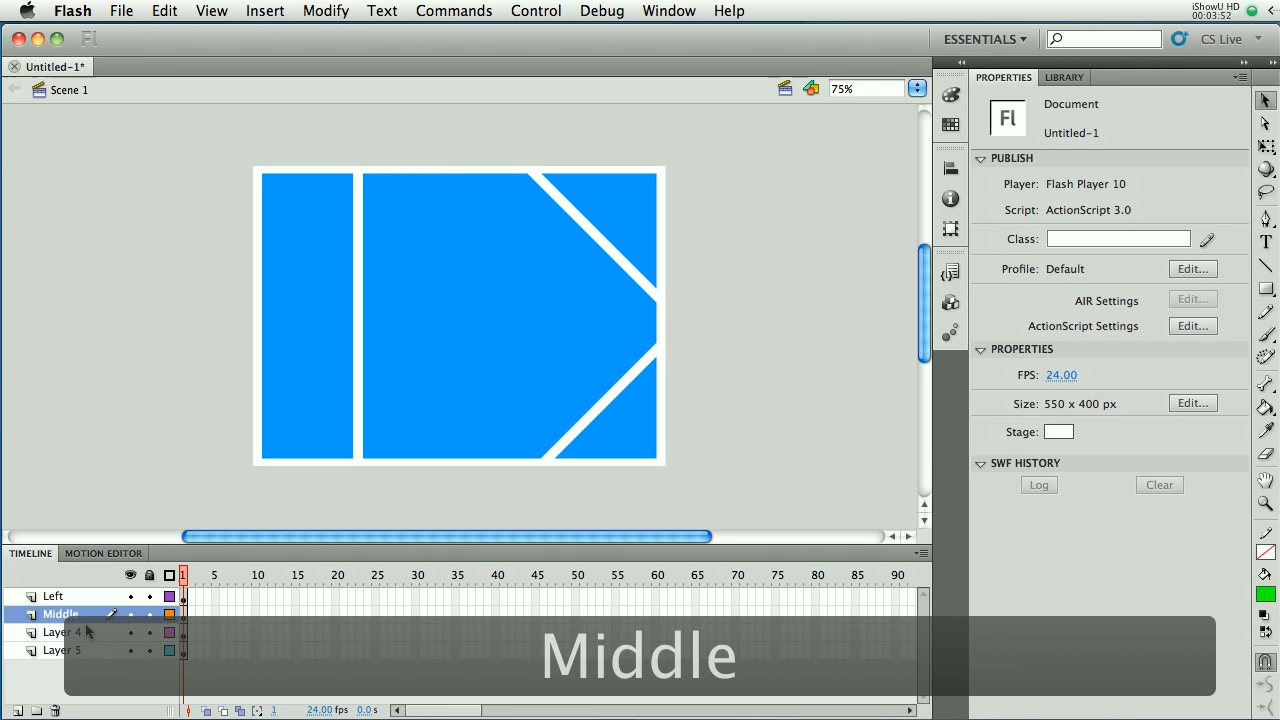 Flash File Edit View Insert Modify Text Commands Control Debug Window Help
iShowU HD
00:03:52
Fl
ESSENTIALS
CS Live
Untitled-1*
Scene 1
75%
PROPERTIES LIBRARY
Fl
Document
Untitled-1
PUBLISH
Player: Flash Player 10
Script: ActionScript 3.0
Class:
Profile: Default Edit...
AIR Settings Edit...
ActionScript Settings Edit...
PROPERTIES
FPS: 24.00
Size: 550 x 400 px Edit...
Stage:
SWF HISTORY
Log Clear
T
TIMELINE MOTION EDITOR
1 5 10 15 20 25 30 35 40 45 50 55 60 65 70 75 80 85 90
Left
Middle
Layer 4
Layer 5
Middle
1 24.00 fps 0.0 s